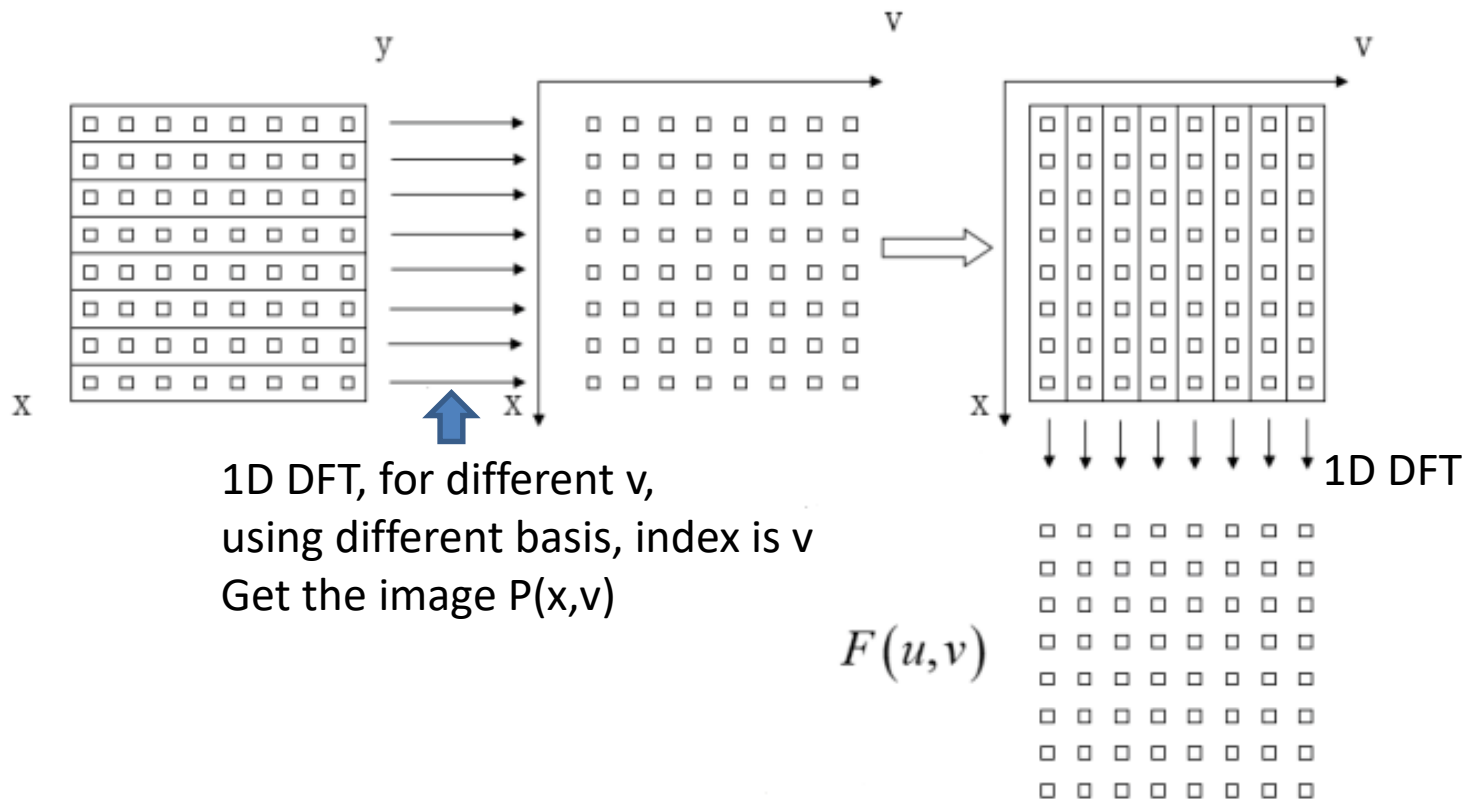 y
v
v
x
x
x
1D DFT, for different v,
using different basis, index is v
Get the image P(x,v)
1D DFT
F(u,v)